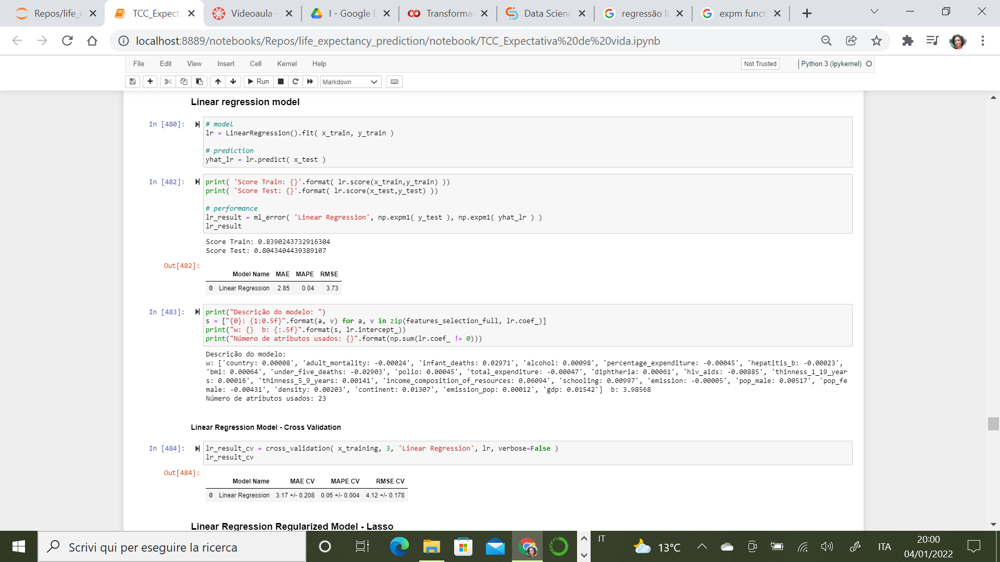 Repos/life_e
TCC_Expect
Videoaula -
I - Google D
Transforma
Data Scienc
regressão li
expm functi
localhost:8889/notebooks/Repos/life_expectancy_prediction/notebook/TCC_Expectativa%20de%20vida.ipynb
File Edit View Insert Cell Kernel Help
Not Trusted
Python 3 (ipykernel)
Run
Markdown
Linear regression model
In [480]:
# model
lr = LinearRegression().fit( x_train, y_train )
# prediction
yhat_lr = lr.predict( x_test )
In [482]:
print( 'Score Train: {}'.format( lr.score(x_train,y_train) ))
print( 'Score Test: {}'.format( lr.score(x_test,y_test) ))
# performance
lr_result = ml_error( 'Linear Regression', np.expm1( y_test ), np.expm1( yhat_lr ) )
lr_result
Score Train: 0.8390243732916304
Score Test: 0.8043404439389107
Out[482]:
Model Name MAE MAPE RMSE
0 Linear Regression 2.85 0.04 3.73
In [483]:
print("Descrição do modelo: ")
s = ["{0}: {1:0.5f}".format(a, v) for a, v in zip(features_selection_full, lr.coef_)]
print("w: {}  b: {:.5f}".format(s, lr.intercept_))
print("Número de atributos usados: {}".format(np.sum(lr.coef_ != 0)))
Descrição do modelo:
w: ['country: 0.00008', 'adult_mortality: -0.00024', 'infant_deaths: 0.02971', 'alcohol: 0.00098', 'percentage_expenditure: -0.00045', 'hepatitis_b: -0.00023',
'bmi: 0.00064', 'under_five_deaths: -0.02903', 'polio: 0.00045', 'total_expenditure: -0.00047', 'diphtheria: 0.00061', 'hiv_aids: -0.00885', 'thinness_1_19_year
s: 0.00016', 'thinness_5_9_years: 0.00141', 'income_composition_of_resources: 0.06094', 'schooling: 0.00997', 'emission: -0.00005', 'pop_male: 0.00517', 'pop_fe
male: -0.00431', 'density: 0.00203', 'continent: 0.01307', 'emission_pop: 0.00012', 'gdp: 0.01542']  b: 3.98568
Número de atributos usados: 23
Linear Regression Model - Cross Validation
In [484]:
lr_result_cv = cross_validation( x_training, 3, 'Linear Regression', lr, verbose=False )
lr_result_cv
Out[484]:
Model Name MAE CV MAPE CV RMSE CV
0 Linear Regression 3.17 +/- 0.208 0.05 +/- 0.004 4.12 +/- 0.178
Linear Regression Regularized Model - Lasso
Scrivi qui per eseguire la ricerca
IT
13°C
ITA
20:00
04/01/2022